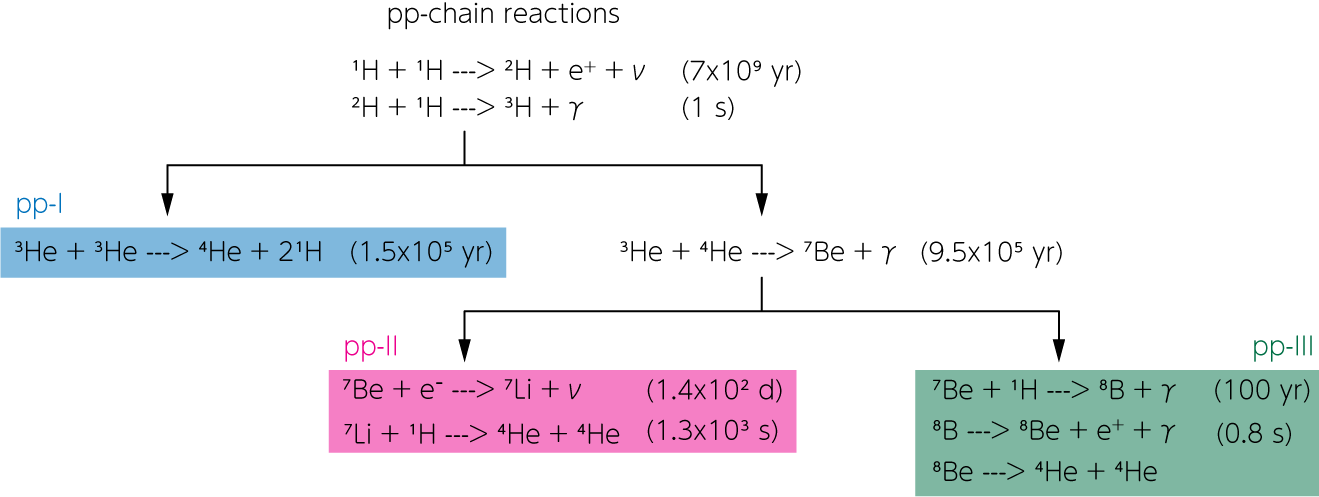 pp-chain reactions
¹H + ¹H ---> ²H + e⁺ + ν (7x10⁹ yr)
²H + ¹H ---> ³H + γ (1 s)
pp-I
³He + ³He ---> ⁴He + 2¹H (1.5x10⁵ yr)
³He + ⁴He ---> ⁷Be + γ (9.5x10⁵ yr)
pp-II
⁷Be + e⁻ ---> ⁷Li + ν (1.4x10² d)
⁷Li + ¹H ---> ⁴He + ⁴He (1.3x10³ s)
pp-III
⁷Be + ¹H ---> ⁸B + γ (100 yr)
⁸B ---> ⁸Be + e⁺ + γ (0.8 s)
⁸Be ---> ⁴He + ⁴He